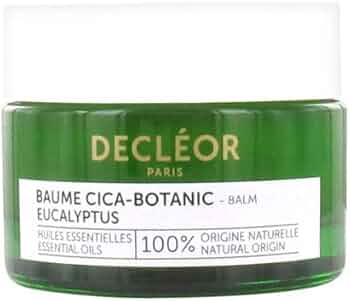 DECLÉOR
PARIS
BAUME CICA-BOTANIC - BALM
EUCALYPTUS
HUILES ESSENTIELLES
ESSENTIAL OILS
100% ORIGINE NATURELLE
NATURAL ORIGIN